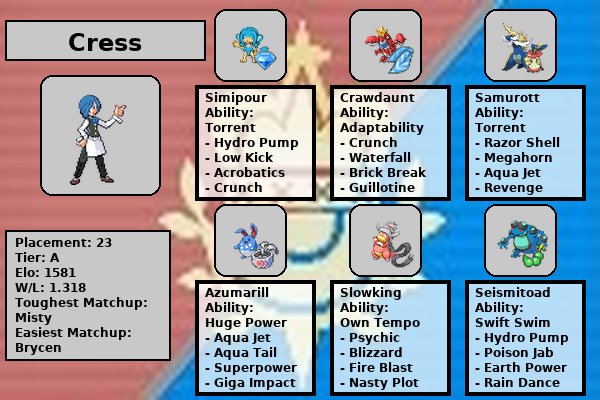 Cress
Simipour
Ability:
Torrent
- Hydro Pump
- Low Kick
- Acrobatics
- Crunch
Crawdaunt
Ability:
Adaptability
- Crunch
- Waterfall
- Brick Break
- Guillotine
Samurott
Ability:
Torrent
- Razor Shell
- Megahorn
- Aqua Jet
- Revenge
Placement: 23
Tier: A
Elo: 1581
W/L: 1.318
Toughest Matchup:
Misty
Easiest Matchup:
Brycen
Azumarill
Ability:
Huge Power
- Aqua Jet
- Aqua Tail
- Superpower
- Giga Impact
Slowking
Ability:
Own Tempo
- Psychic
- Blizzard
- Fire Blast
- Nasty Plot
Seismitoad
Ability:
Swift Swim
- Hydro Pump
- Poison Jab
- Earth Power
- Rain Dance